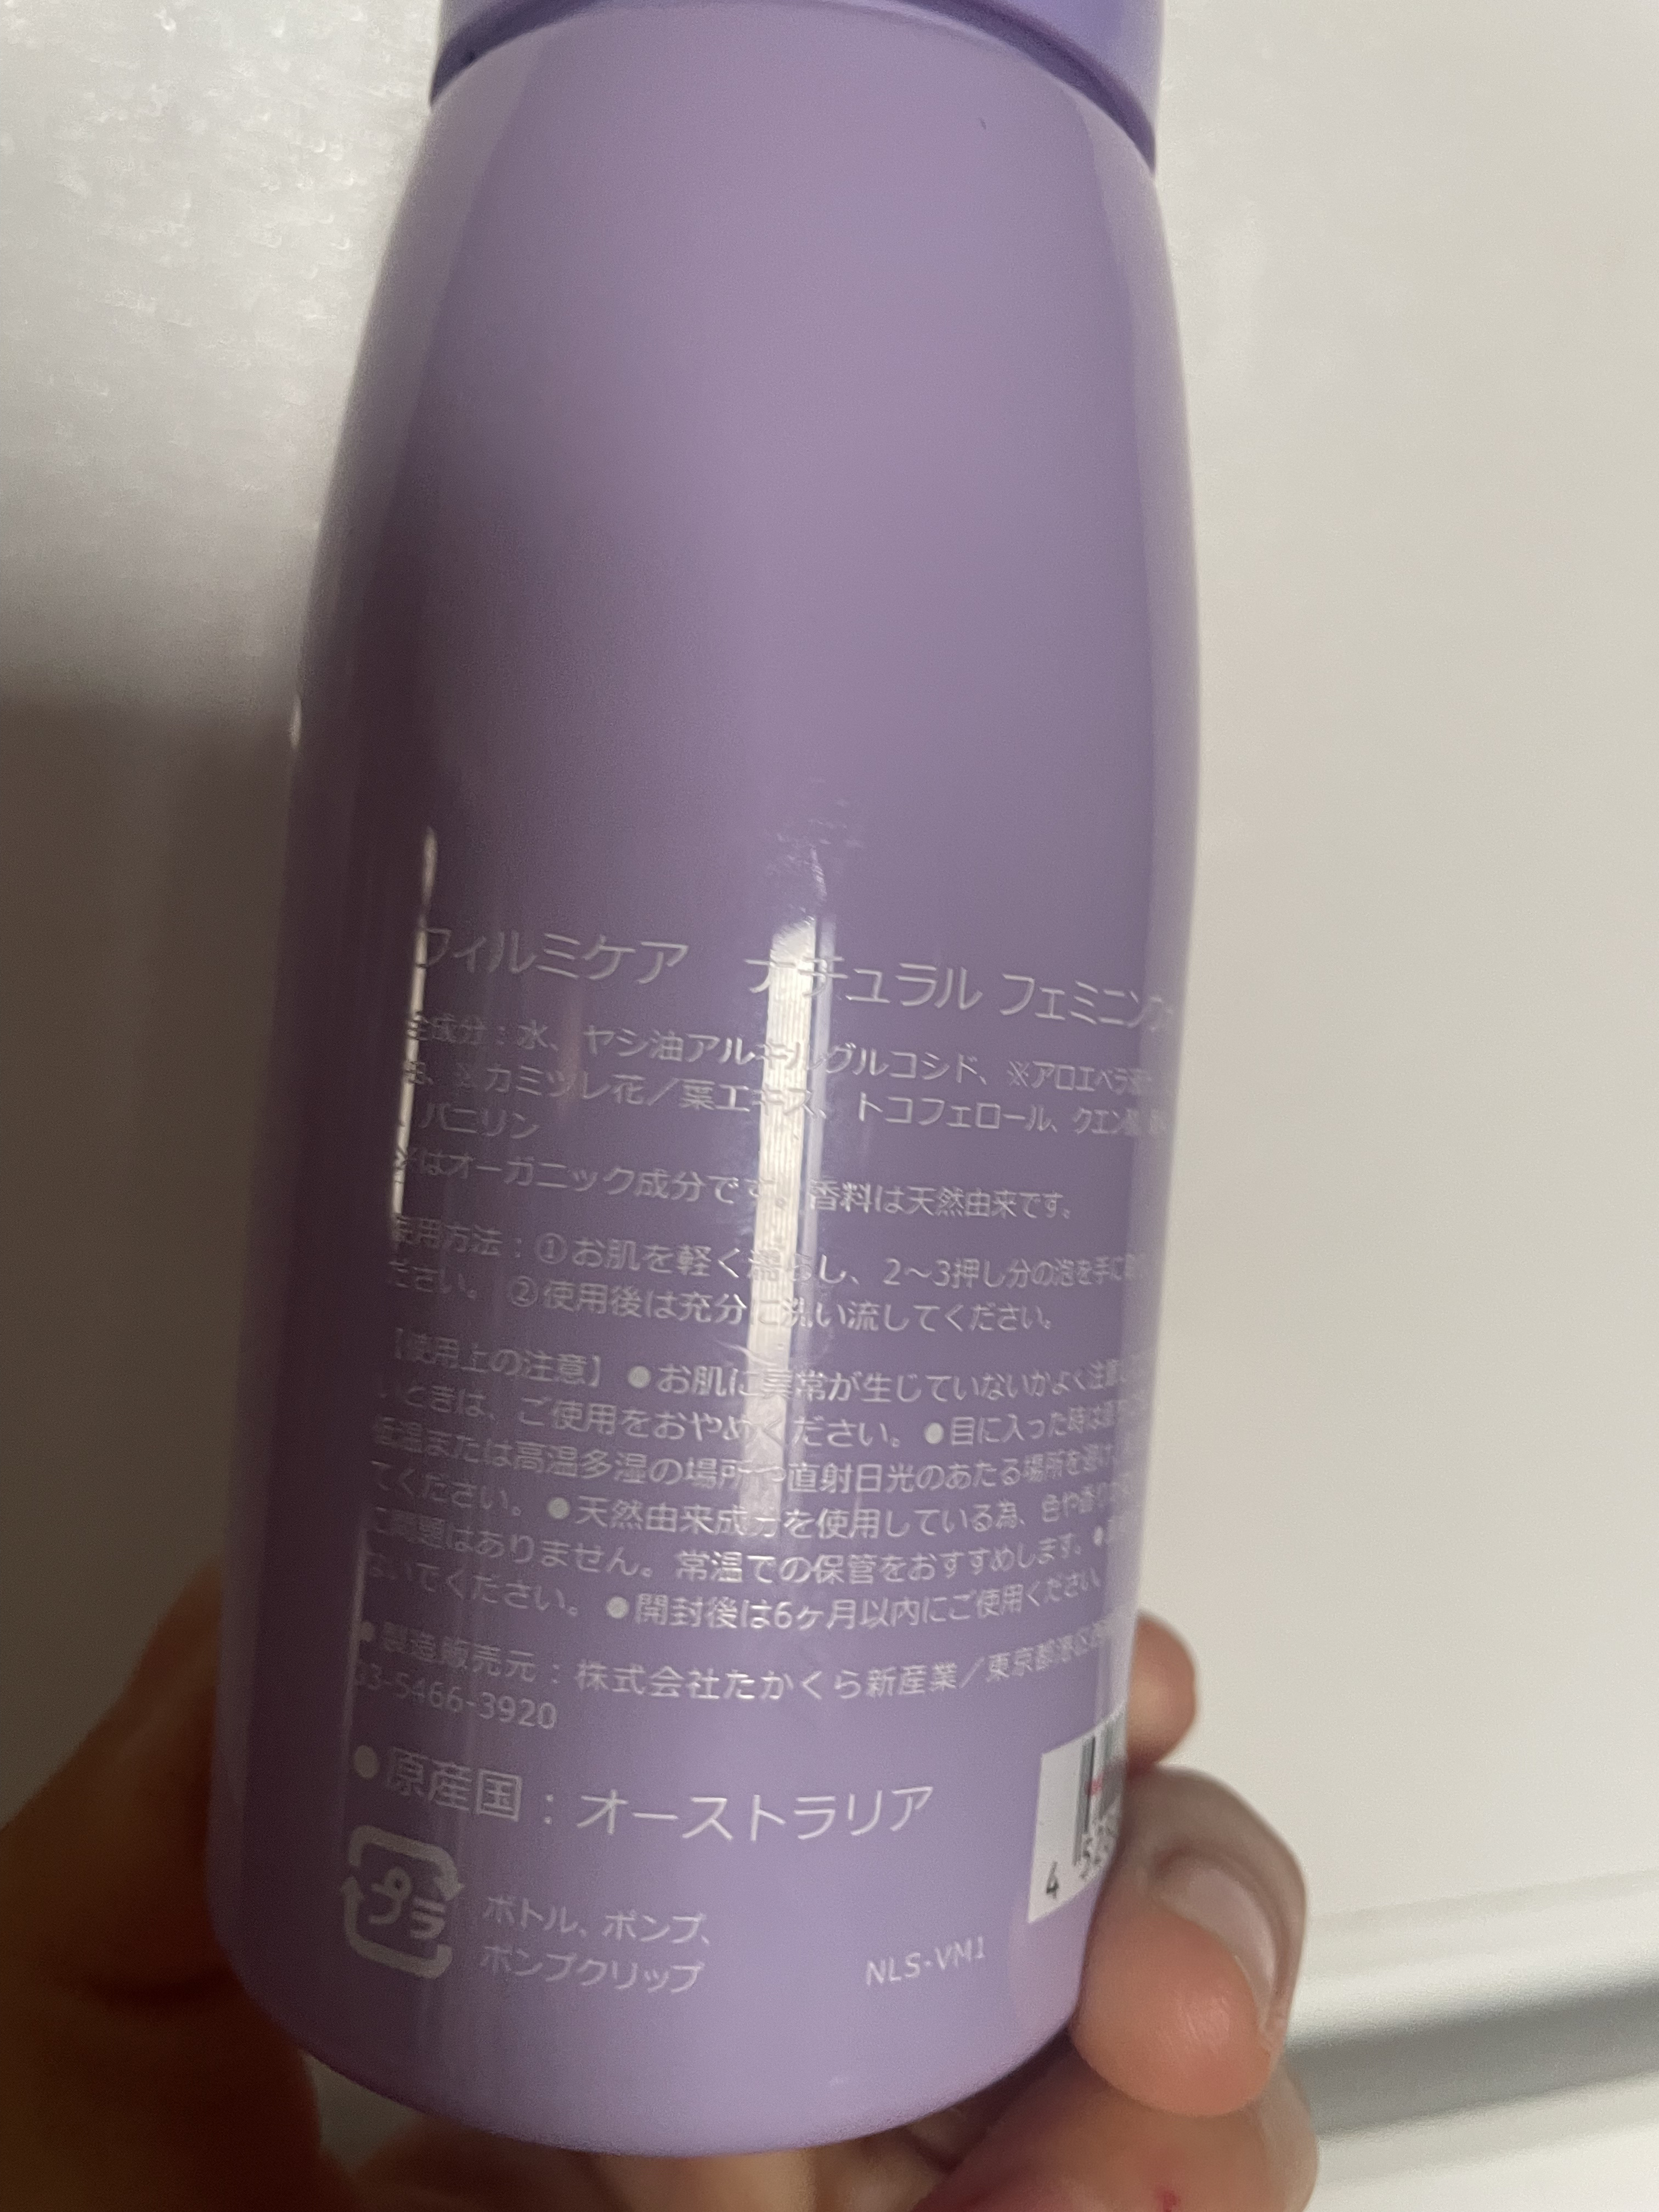 フィルミケア ナチュラル フェミニン
全成分：水、ヤシ油アルキルグルコシド、※アロエベラ
※カミツレ花／葉エキス、トコフェロール、クエン酸
バニリン
※はオーガニック成分です。香料は天然由来です。
使用方法：①お肌を軽く濡らし、2〜3押し分の泡を手に
ださい。②使用後は充分に洗い流してください。
【使用上の注意】●お肌に異常が生じていないかよく注意
いときは、ご使用をおやめください。●目に入った時は
低温または高温多湿の場所や直射日光のあたる場所を避け
てください。●天然由来成分を使用している為、色や香り
に問題はありません。常温での保管をおすすめします。●
ないでください。●開封後は6ヶ月以内にご使用ください
●製造販売元：株式会社たかくら新産業／東京都港区
03-5466-3920
●原産国：オーストラリア
プラ
ボトル、ポンプ、
ポンプクリップ
NLS-VM1
4 52